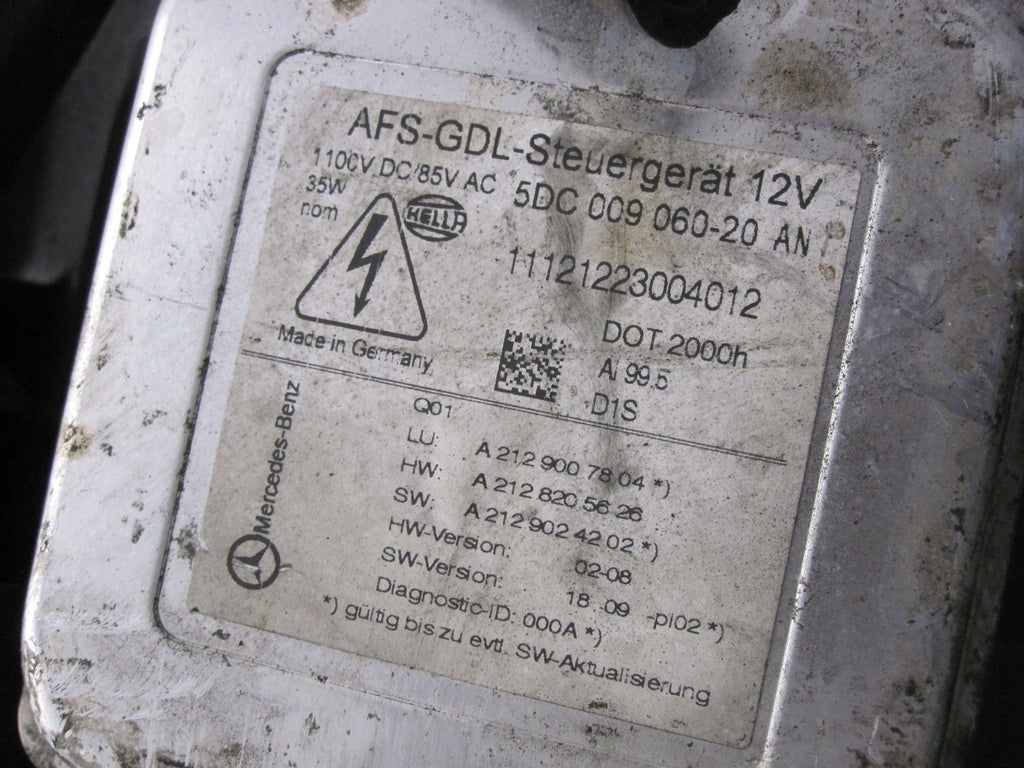 AFS-GDL-Steuergerät 12V
1100V DC/85V AC 5DC 009 060-20 AN
35W
nom
HELLA
11121223004012
DOT 2000h
Al 99.5
D1S
Made in Germany
Mercedes-Benz
Q01
LU: A 212 900 78 04 *)
HW: A 212 820 56 26
SW: A 212 902 42 02 *)
HW-Version: 02-08
SW-Version: 18 .09 -pl02 *)
Diagnostic-ID: 000A *)
*) gültig bis zu evtl. SW-Aktualisierung